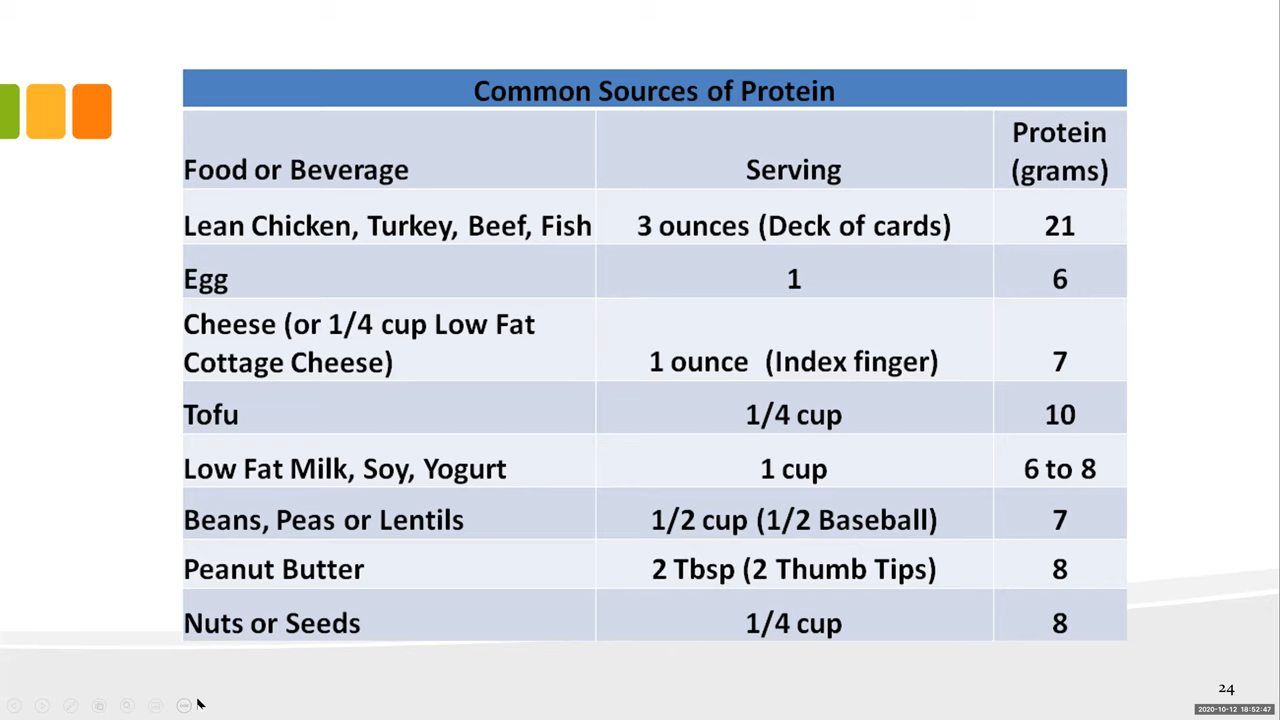 Common Sources of Protein
Food or Beverage Serving Protein (grams)
Lean Chicken, Turkey, Beef, Fish 3 ounces (Deck of cards) 21
Egg 1 6
Cheese (or 1/4 cup Low Fat
Cottage Cheese) 1 ounce (Index finger) 7
Tofu 1/4 cup 10
Low Fat Milk, Soy, Yogurt 1 cup 6 to 8
Beans, Peas or Lentils 1/2 cup (1/2 Baseball) 7
Peanut Butter 2 Tbsp (2 Thumb Tips) 8
Nuts or Seeds 1/4 cup 8
24
2020-10-12 18:52:47